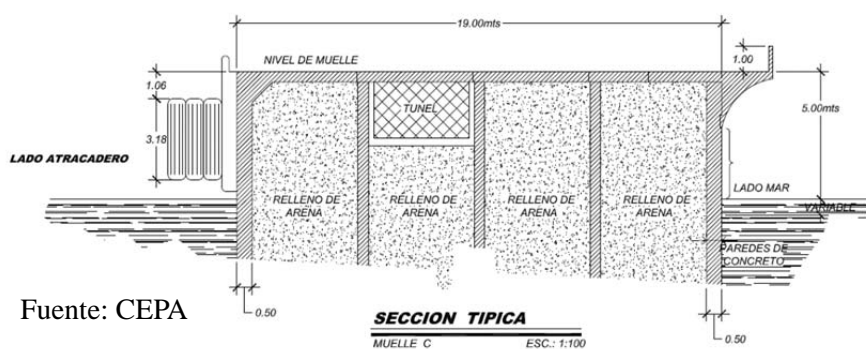 19.00mts
NIVEL DE MUELLE
1.00
1.06
TUNEL
5.00mts
3.18
LADO ATRACADERO
LADO MAR
RELLENO DE ARENA
RELLENO DE ARENA
RELLENO DE ARENA
RELLENO DE ARENA
VARIABLE
PAREDES DE CONCRETO
Fuente: CEPA
0.50
SECCION TIPICA
0.50
MUELLE C ESC.: 1:100